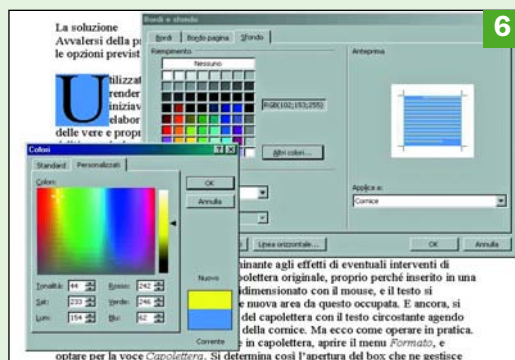 6
La soluzione
Avvalersi della p
le opzioni previst
U
tilizzat
render
iniziav
elabor
delle vere e propr
Bordi e sfondo
Bordi Bordo pagina Sfondo
Riempimento
Nessuno
RGB(102;153;255)
Altri colori...
Anteprima
Applica a:
Cornice
Linea orizzontale...
OK Annulla
Colori
Standard Personalizzati
Colori:
OK
Annulla
Tonalità: 44 Rosso: 242
Sat: 233 Verde: 246
Lum: 154 Blu: 62
Nuovo
Corrente
minante agli effetti di eventuali interventi di
polettera originale, proprio perché inserito in una
idimensionato con il mouse, e il testo si
e nuova area da questo occupata. E ancora, si
del capolettera con il testo circostante agendo
della cornice. Ma ecco come operare in pratica.
e in capolettera, aprire il menu Formato, e
optare per la voce Capolettera. Si determina così l'apertura del box che ne gestisce